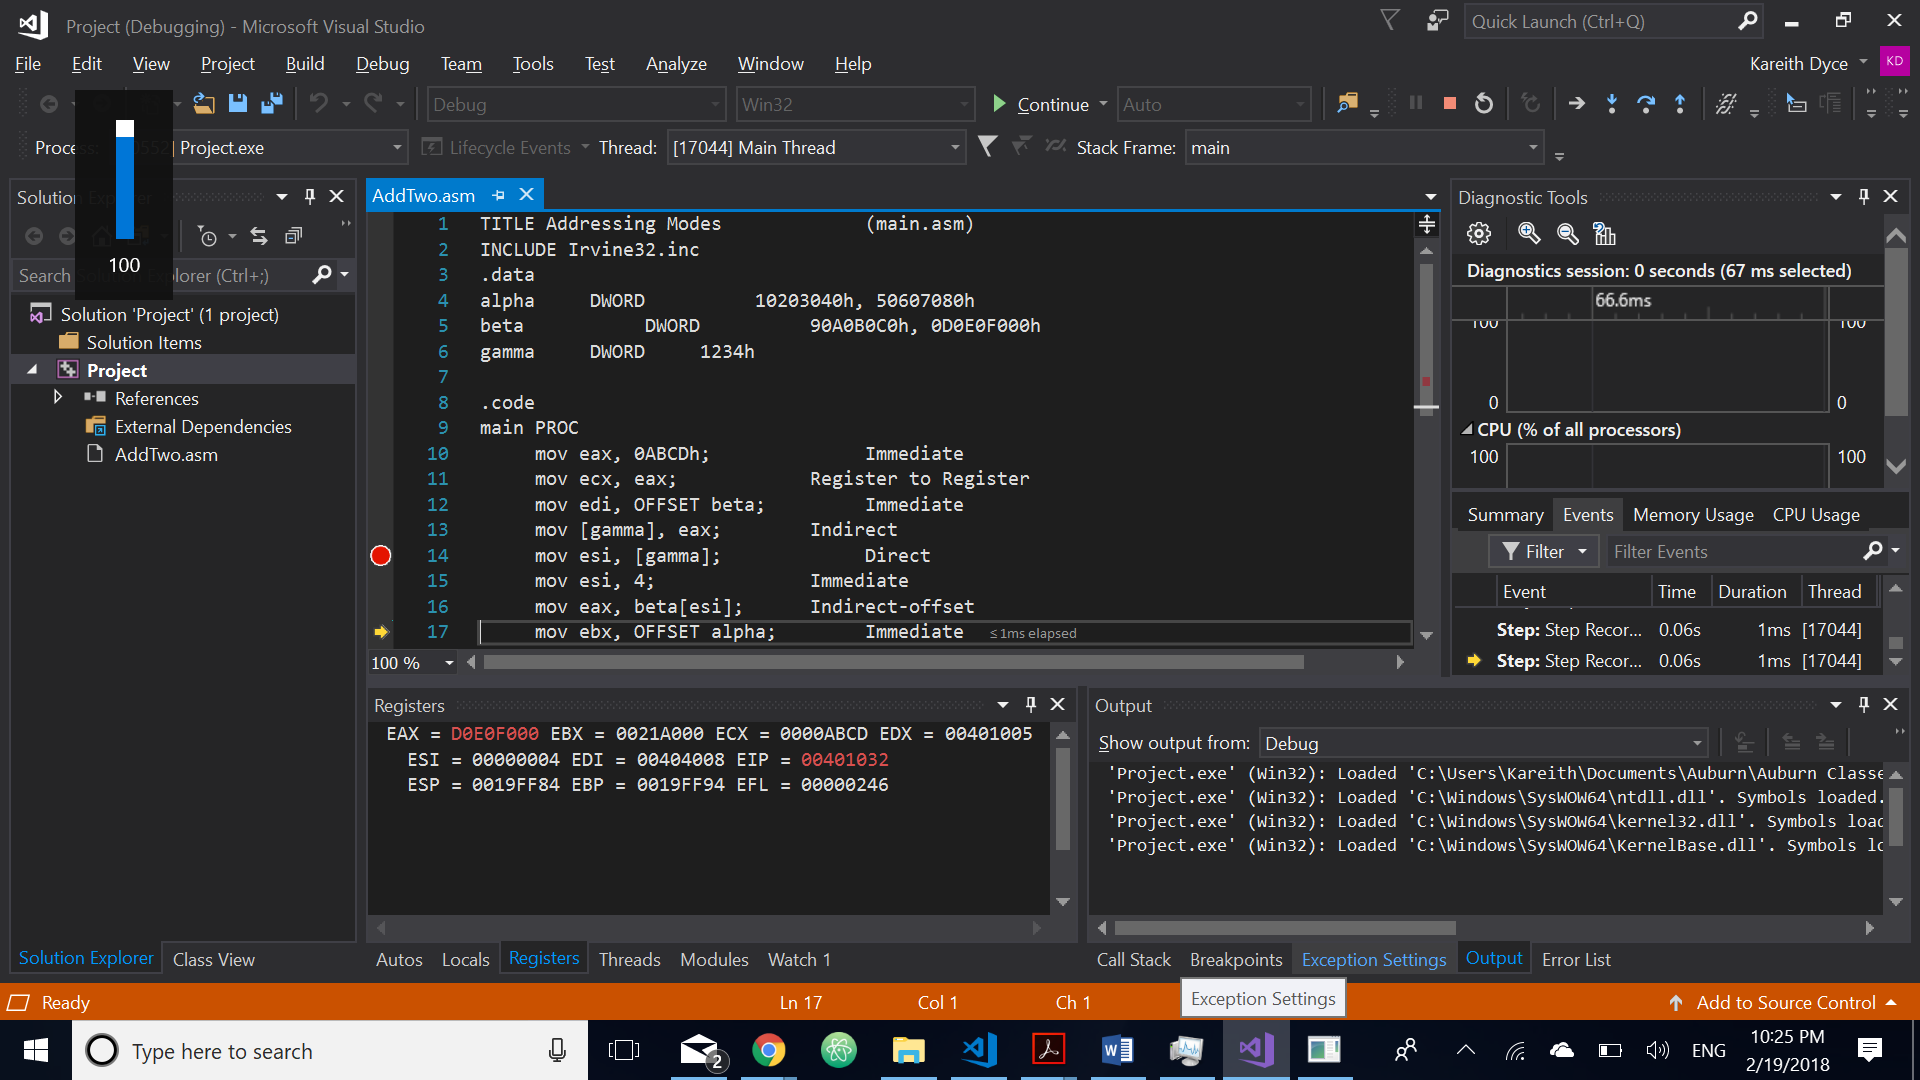 Project (Debugging) - Microsoft Visual Studio
Quick Launch (Ctrl+Q)
File Edit View Project Build Debug Team Tools Test Analyze Window Help
Kareith Dyce KD
Debug Win32 Continue Auto
Project.exe Lifecycle Events Thread: [17044] Main Thread Stack Frame: main
100
Search
Solution 'Project' (1 project)
Solution Items
Project
References
External Dependencies
AddTwo.asm
Solution Explorer Class View
AddTwo.asm
1 TITLE Addressing Modes (main.asm)
2 INCLUDE Irvine32.inc
3 .data
4 alpha DWORD 10203040h, 50607080h
5 beta DWORD 90A0B0C0h, 0D0E0F000h
6 gamma DWORD 1234h
7
8 .code
9 main PROC
10 mov eax, 0ABCDh; Immediate
11 mov ecx, eax; Register to Register
12 mov edi, OFFSET beta; Immediate
13 mov [gamma], eax; Indirect
14 mov esi, [gamma]; Direct
15 mov esi, 4; Immediate
16 mov eax, beta[esi]; Indirect-offset
17 mov ebx, OFFSET alpha; Immediate ≤1ms elapsed
100 %
Diagnostic Tools
Diagnostics session: 0 seconds (67 ms selected)
66.6ms
100 100
0 0
CPU (% of all processors)
100 100
Summary Events Memory Usage CPU Usage
Filter Filter Events
Event Time Duration Thread
Step: Step Recor... 0.06s 1ms [17044]
Step: Step Recor... 0.06s 1ms [17044]
Registers
EAX = D0E0F000 EBX = 0021A000 ECX = 0000ABCD EDX = 00401005
ESI = 00000004 EDI = 00404008 EIP = 00401032
ESP = 0019FF84 EBP = 0019FF94 EFL = 00000246
Autos Locals Registers Threads Modules Watch 1
Output
Show output from: Debug
'Project.exe' (Win32): Loaded 'C:\Users\Kareith\Documents\Auburn\Auburn Classe
'Project.exe' (Win32): Loaded 'C:\Windows\SysWOW64\ntdll.dll'. Symbols loaded.
'Project.exe' (Win32): Loaded 'C:\Windows\SysWOW64\kernel32.dll'. Symbols load
'Project.exe' (Win32): Loaded 'C:\Windows\SysWOW64\KernelBase.dll'. Symbols lo
Call Stack Breakpoints Exception Settings Output Error List
Exception Settings
Ready Ln 17 Col 1 Ch 1 Add to Source Control
Type here to search
2
ENG
10:25 PM
2/19/2018